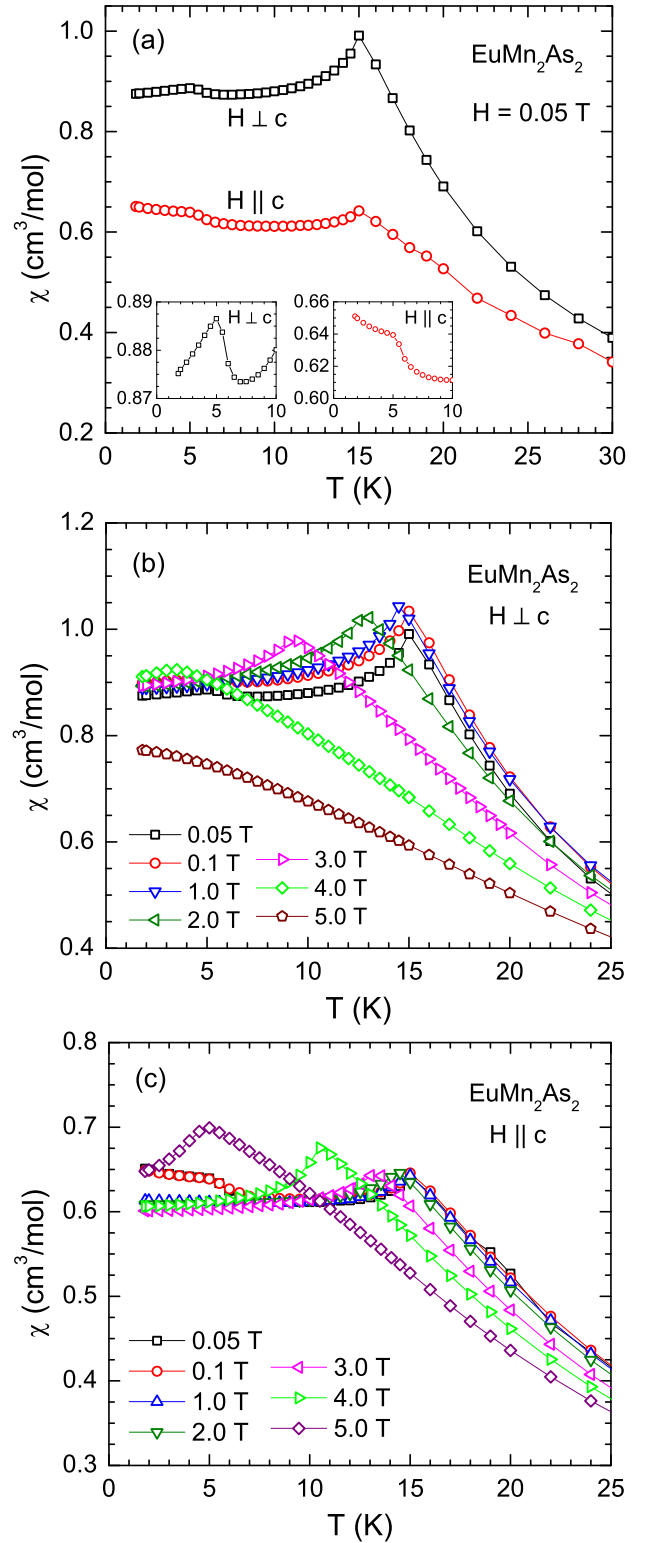 (a)
EuMn₂As₂
H = 0.05 T
H ⊥ c
H || c
χ (cm³/mol)
1.0
0.8
0.6
0.4
0.2
0.89
0.88
0.87
H ⊥ c
0 5 10
0.66
0.64
0.62
0.60
H || c
0 5 10
0 5 10 15 20 25 30
T (K)
(b)
EuMn₂As₂
H ⊥ c
χ (cm³/mol)
1.2
1.0
0.8
0.6
0.4
0.05 T
0.1 T
1.0 T
2.0 T
3.0 T
4.0 T
5.0 T
0 5 10 15 20 25
T (K)
(c)
EuMn₂As₂
H || c
χ (cm³/mol)
0.8
0.7
0.6
0.5
0.4
0.3
0.05 T
0.1 T
1.0 T
2.0 T
3.0 T
4.0 T
5.0 T
0 5 10 15 20 25
T (K)